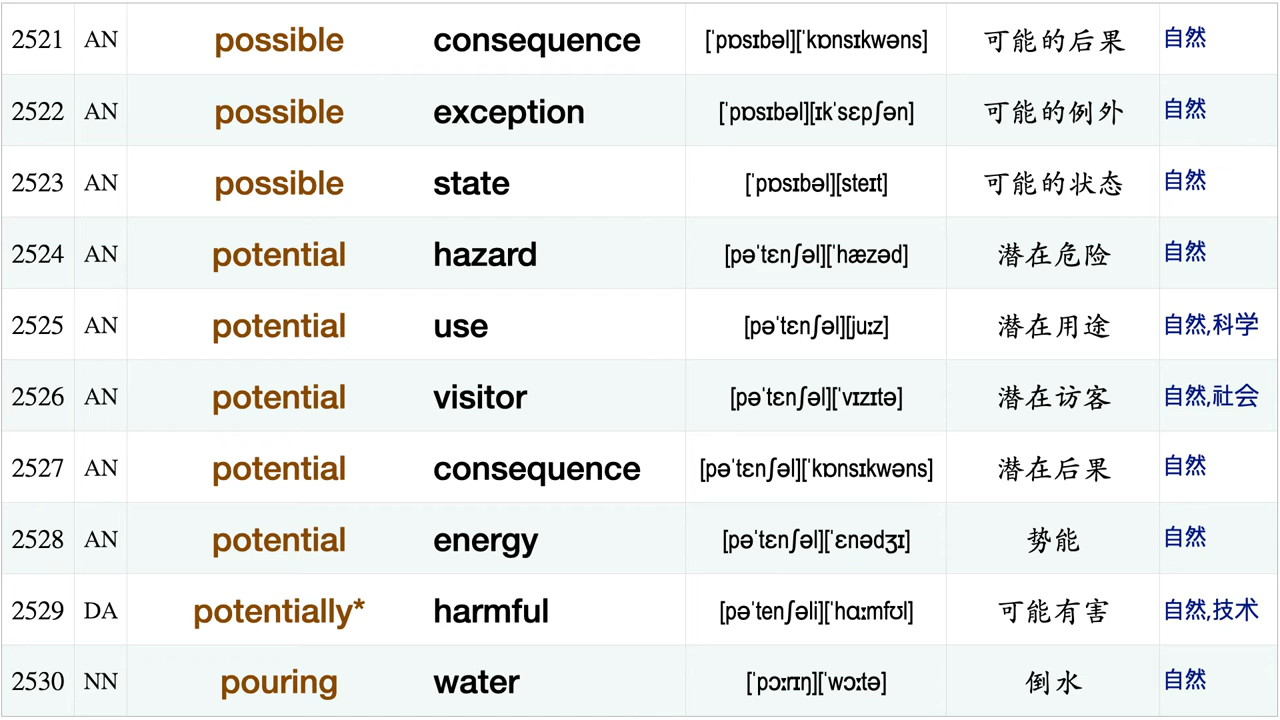 2521 AN possible consequence [ˈpɒsɪbəl][ˈkɒnsɪkwəns] 可能的后果 自然
2522 AN possible exception [ˈpɒsɪbəl][ɪkˈsɛpʃən] 可能的例外 自然
2523 AN possible state [ˈpɒsɪbəl][steɪt] 可能的状态 自然
2524 AN potential hazard [pəˈtɛnʃəl][ˈhæzəd] 潜在危险 自然
2525 AN potential use [pəˈtɛnʃəl][juːz] 潜在用途 自然,科学
2526 AN potential visitor [pəˈtɛnʃəl][ˈvɪzɪtə] 潜在访客 自然,社会
2527 AN potential consequence [pəˈtɛnʃəl][ˈkɒnsɪkwəns] 潜在后果 自然
2528 AN potential energy [pəˈtɛnʃəl][ˈɛnədʒɪ] 势能 自然
2529 DA potentially* harmful [pəˈtenʃəli][ˈhɑːmfʊl] 可能有害 自然,技术
2530 NN pouring water [ˈpɔːrɪŋ][ˈwɔːtə] 倒水 自然